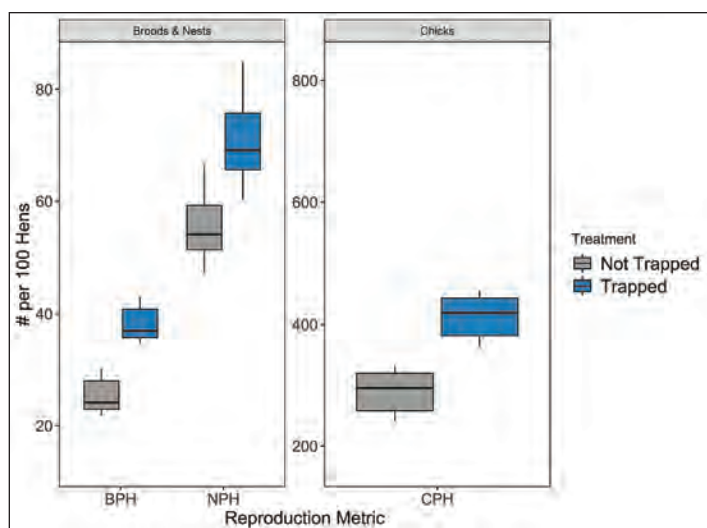 Broods & Nests
Chicks
# per 100 Hens
80
60
40
20
800
600
400
200
BPH
NPH
CPH
Reproduction Metric
Treatment
Not Trapped
Trapped